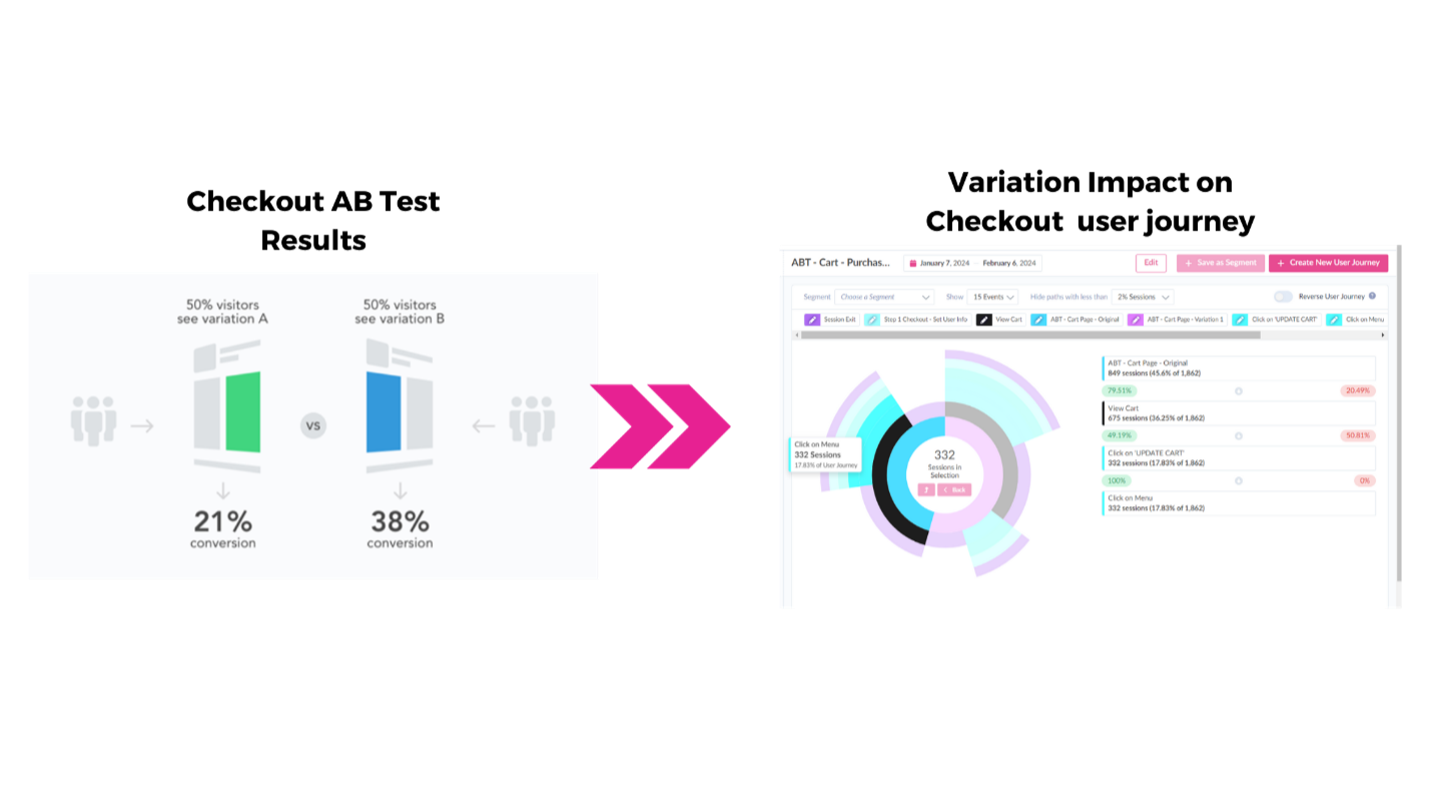 Checkout AB Test
Results
50% visitors
see variation A
50% visitors
see variation B
VS
21%
conversion
38%
conversion
Variation Impact on
Checkout user journey
ABT - Cart - Purchas...
January 7, 2024 - February 6, 2024
Edit
+ Save as Segment
+ Create New User Journey
Segment
Choose a Segment
Show
15 Events
Hide paths with less than
2% Sessions
Reverse User Journey
Session Exit
Step 1 Checkout - Set User Info
View Cart
ABT - Cart Page - Original
ABT - Cart Page - Variation 1
Click on 'UPDATE CART'
Click on Menu
Click on Menu
332 Sessions
17.83% of User Journey
332
Sessions in
Selection
Back
ABT - Cart Page - Original
849 sessions (45.6% of 1,862)
79.51%
20.49%
View Cart
675 sessions (36.25% of 1,862)
49.19%
50.81%
Click on 'UPDATE CART'
332 sessions (17.83% of 1,862)
100%
0%
Click on Menu
332 sessions (17.83% of 1,862)